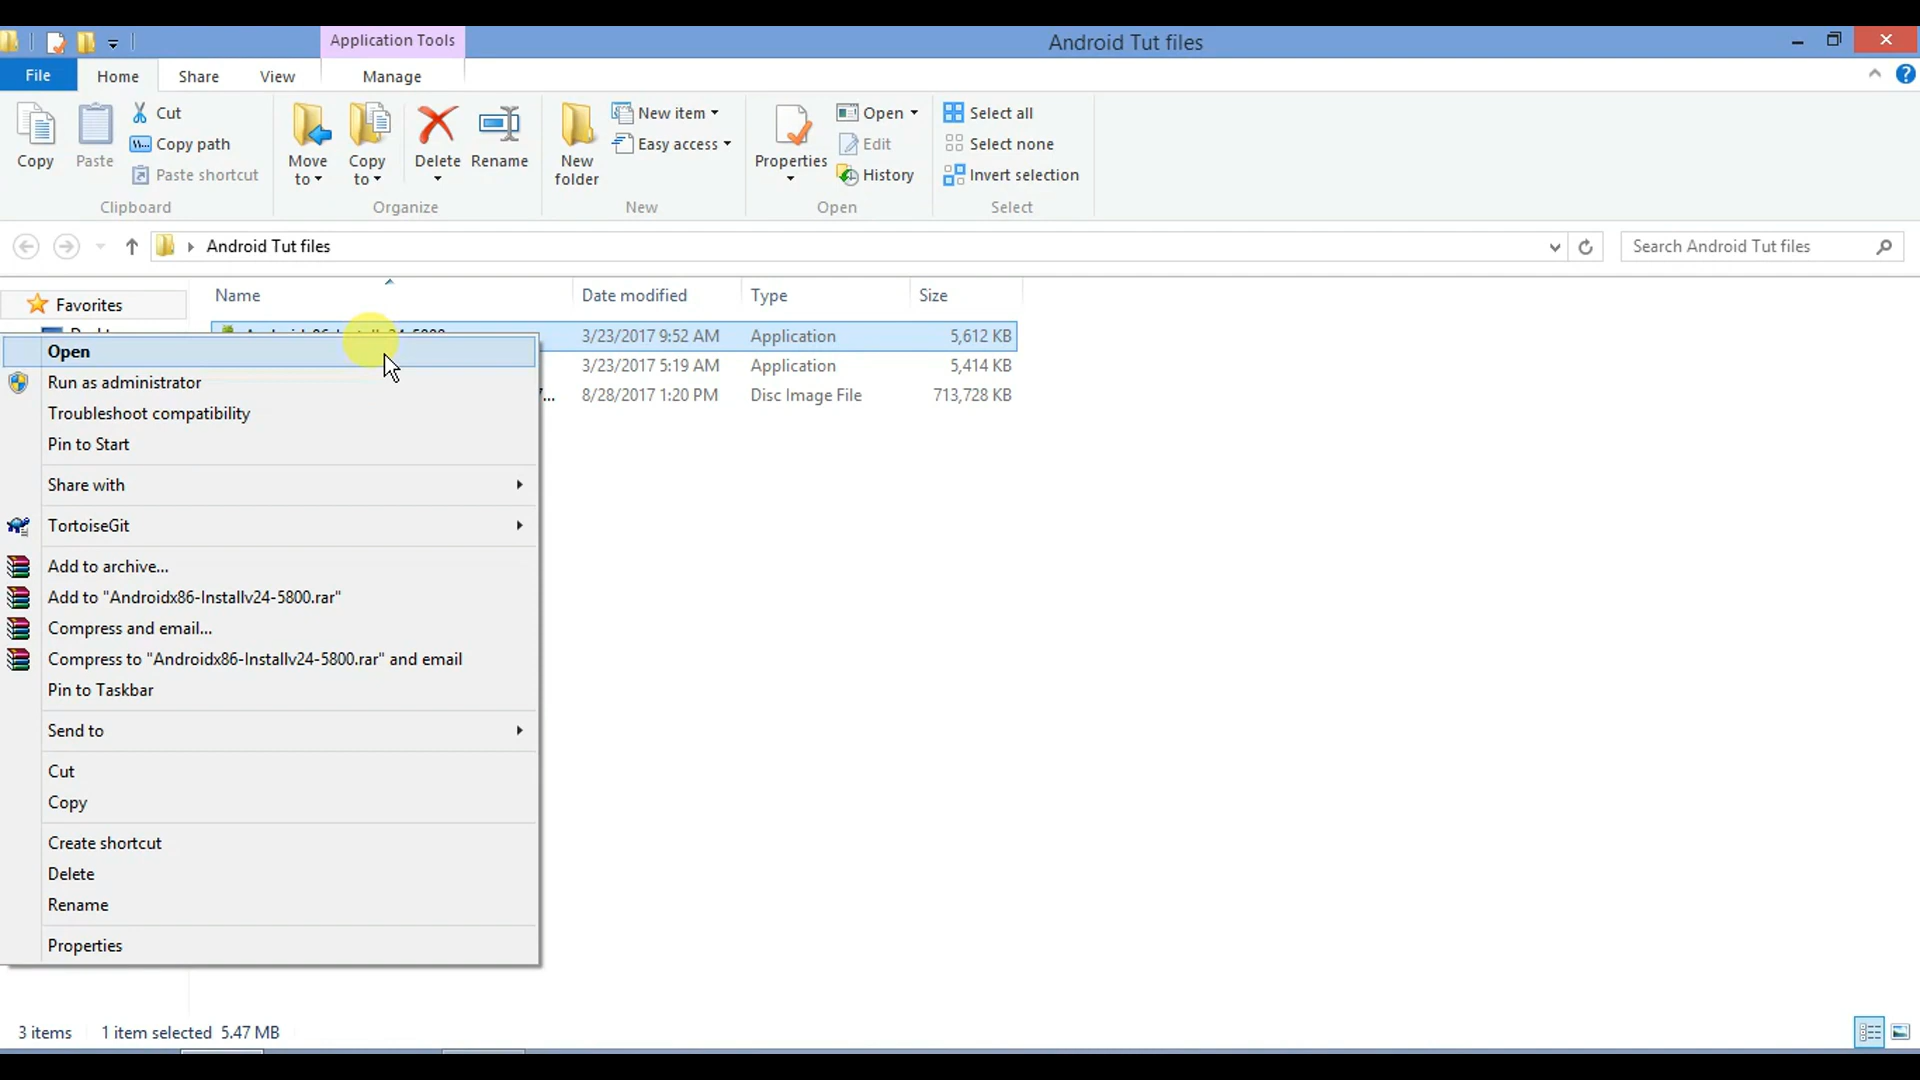 Application Tools
Android Tut files
File
Home
Share
View
Manage
Copy
Paste
Cut
Copy path
Paste shortcut
Clipboard
Move to
Copy to
Delete
Rename
Organize
New folder
New item
Easy access
New
Properties
Open
Edit
History
Open
Select all
Select none
Invert selection
Select
Android Tut files
Search Android Tut files
Name
Date modified
Type
Size
Favorites
3/23/2017 9:52 AM
Application
5,612 KB
3/23/2017 5:19 AM
Application
5,414 KB
8/28/2017 1:20 PM
Disc Image File
713,728 KB
Open
Run as administrator
Troubleshoot compatibility
Pin to Start
Share with
TortoiseGit
Add to archive...
Add to "Androidx86-Installv24-5800.rar"
Compress and email...
Compress to "Androidx86-Installv24-5800.rar" and email
Pin to Taskbar
Send to
Cut
Copy
Create shortcut
Delete
Rename
Properties
3 items
1 item selected 5.47 MB